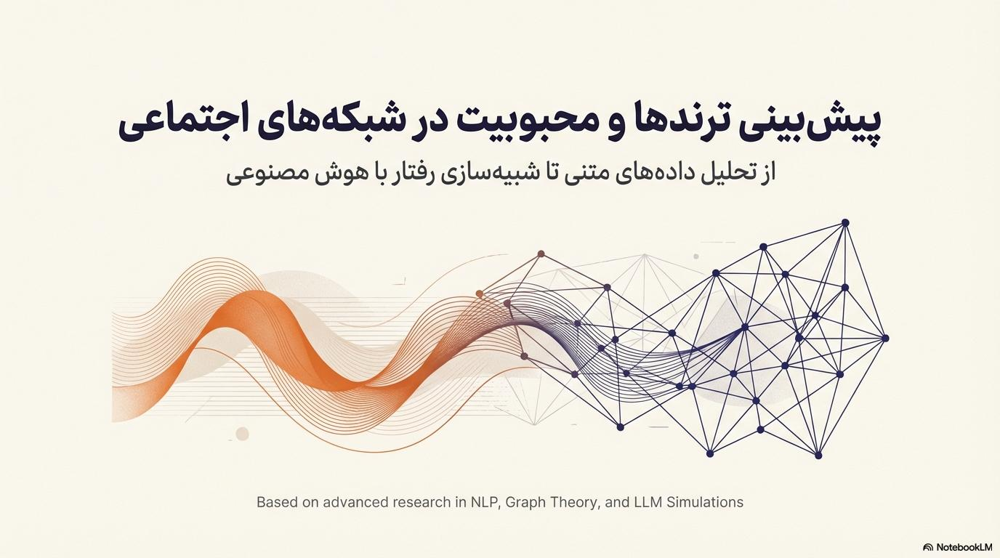 پیش‌بینی ترندها و محبوبیت در شبکه‌های اجتماعی
از تحلیل داده‌های متنی تا شبیه‌سازی رفتار با هوش مصنوعی
Based on advanced research in NLP, Graph Theory, and LLM Simulations
NotebookLM